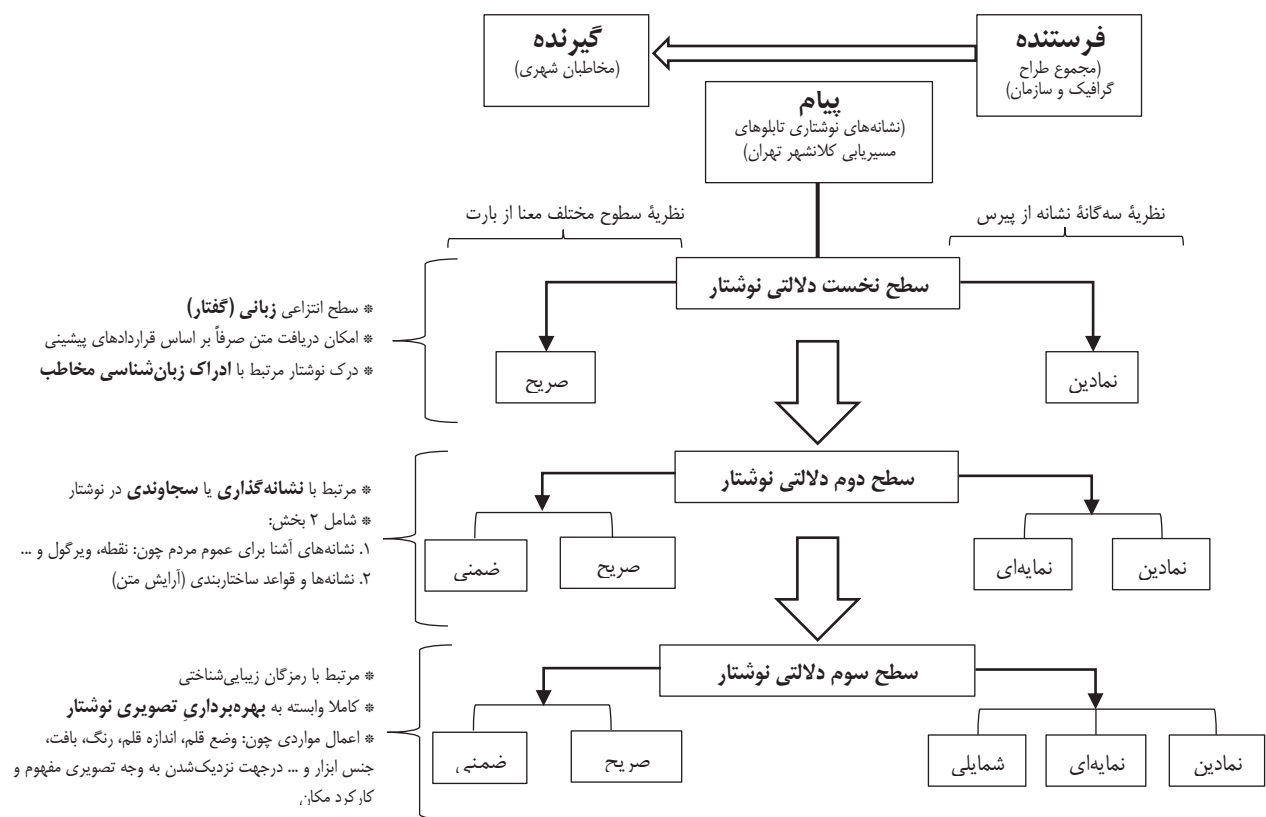 فرستنده
(مجموع طراح
گرافیک و سازمان)
گیرنده
(مخاطبان شهری)
پیام
(نشانه‌های نوشتاری تابلوهای
مسیریابی کلانشهر تهران)
نظریهٔ سه‌گانهٔ نشانه از پیرس
نظریهٔ سطوح مختلف معنا از بارت
سطح نخست دلالتی نوشتار
نمادین
صریح
* سطح انتزاعی زبانی (گفتار)
* امکان دریافت متن صرفاً بر اساس قراردادهای پیشینی
* درک نوشتار مرتبط با ادراک زبان‌شناسی مخاطب
سطح دوم دلالتی نوشتار
نمادین
نمایه‌ای
صریح
ضمنی
* مرتبط با نشانه‌گذاری یا سجاوندی در نوشتار
* شامل ۲ بخش:
۱. نشانه‌های آشنا برای عموم مردم چون: نقطه، ویرگول و ...
۲. نشانه‌ها و قواعد ساختاربندی (آرایش متن)
سطح سوم دلالتی نوشتار
نمادین
نمایه‌ای
شمایلی
صریح
ضمنی
* مرتبط با رمزگان زیبایی‌شناختی
* کاملا وابسته به بهره‌برداریِ تصویری نوشتار
* اعمال مواردی چون: وضع قلم، اندازه قلم، رنگ، بافت،
جنس ابزار و ... درجهت نزدیک‌شدن به وجه تصویری مفهوم و
کارکرد مکان